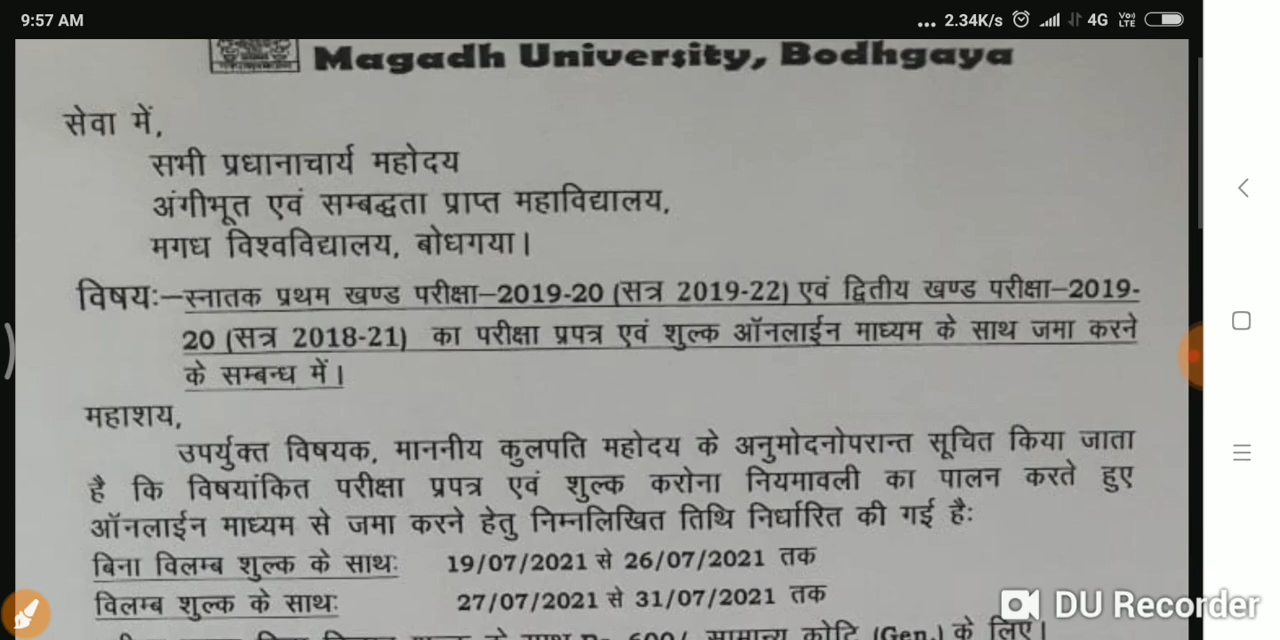 9:57 AM
... 2.34K/s 4G VoLTE
Magadh University, Bodhgaya
सेवा में,
सभी प्रधानाचार्य महोदय
अंगीभूत एवं सम्बद्धता प्राप्त महाविद्यालय,
मगध विश्वविद्यालय, बोधगया।
विषयः–स्नातक प्रथम खण्ड परीक्षा–2019-20 (सत्र 2019-22) एवं द्वितीय खण्ड परीक्षा–2019-
20 (सत्र 2018-21) का परीक्षा प्रपत्र एवं शुल्क ऑनलाईन माध्यम के साथ जमा करने
के सम्बन्ध में।
महाशय,
उपर्युक्त विषयक, माननीय कुलपति महोदय के अनुमोदनोपरान्त सूचित किया जाता
है कि विषयांकित परीक्षा प्रपत्र एवं शुल्क करोना नियमावली का पालन करते हुए
ऑनलाईन माध्यम से जमा करने हेतु निम्नलिखित तिथि निर्धारित की गई हैः
बिना विलम्ब शुल्क के साथः 19/07/2021 से 26/07/2021 तक
विलम्ब शुल्क के साथः 27/07/2021 से 31/07/2021 तक
600/ सामान्य कोटि (Gen.) के लिए।
DU Recorder